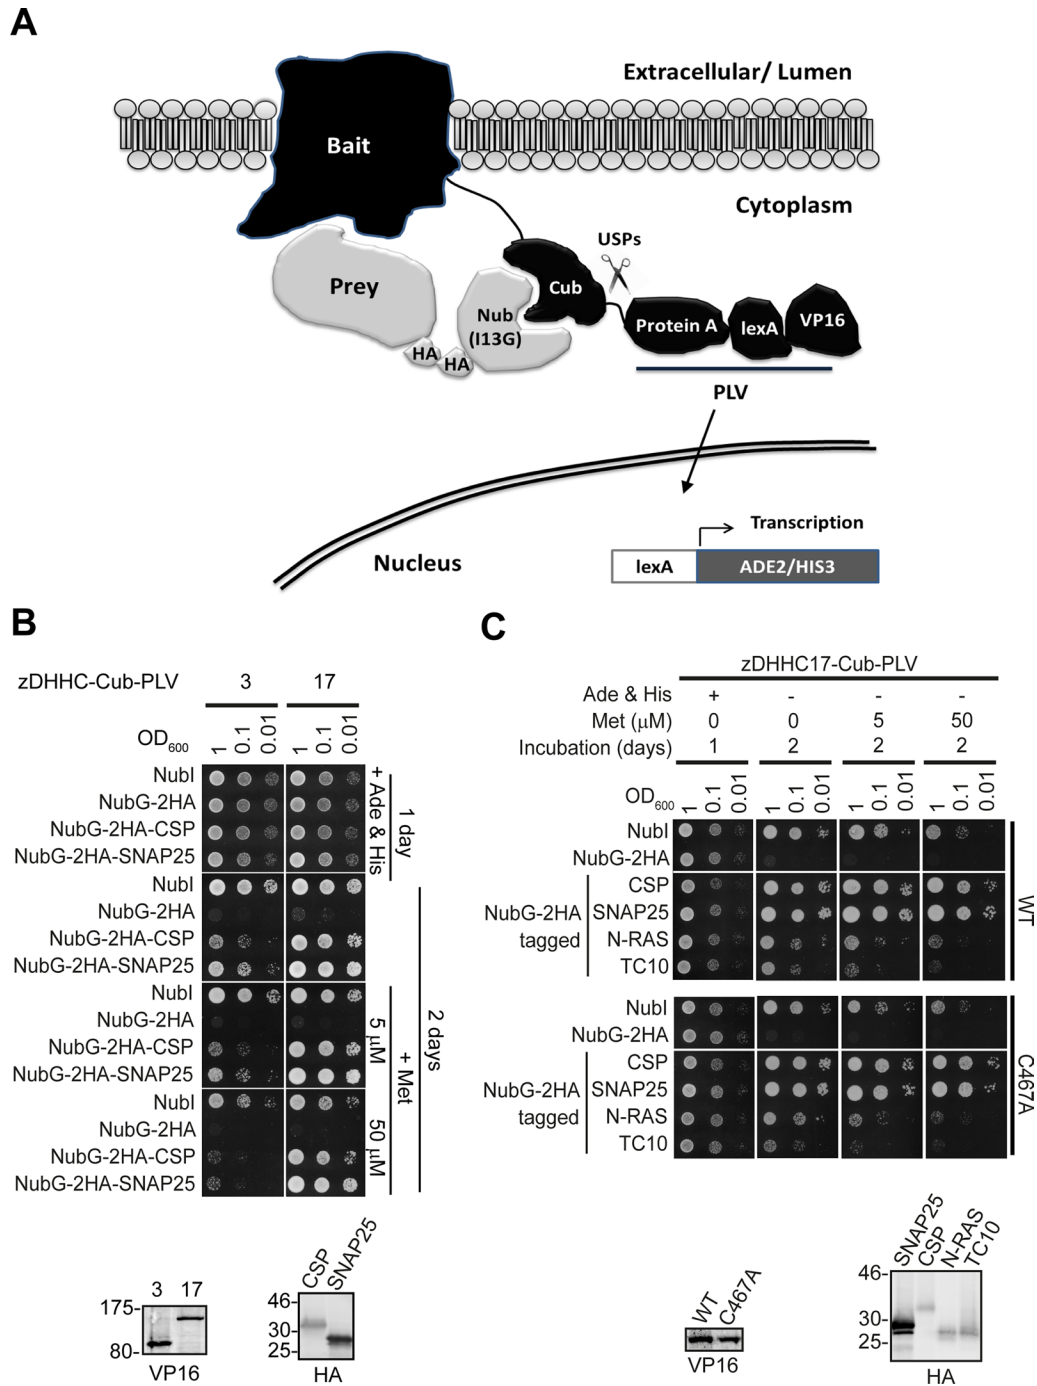 A
Extracellular/ Lumen
Bait
Cytoplasm
USPs
Prey
Cub
Nub
(I13G)
Protein A
lexA
VP16
HA
HA
PLV
Transcription
Nucleus
lexA
ADE2/HIS3
B
zDHHC-Cub-PLV 3 17
OD600 1 0.1 0.01 1 0.1 0.01
NubI
NubG-2HA
NubG-2HA-CSP
NubG-2HA-SNAP25
NubI
NubG-2HA
NubG-2HA-CSP
NubG-2HA-SNAP25
NubI
NubG-2HA
NubG-2HA-CSP
NubG-2HA-SNAP25
NubI
NubG-2HA
NubG-2HA-CSP
NubG-2HA-SNAP25
+ Ade & His
1 day
5 µM
50 µM
+ Met
2 days
3 17
175-
80-
VP16
CSP
SNAP25
46-
30-
25-
HA
C
zDHHC17-Cub-PLV
Ade & His + - - -
Met (µM) 0 0 5 50
Incubation (days) 1 2 2 2
OD600 1 0.1 0.01 1 0.1 0.01 1 0.1 0.01 1 0.1 0.01
NubI
NubG-2HA
NubG-2HA
tagged
CSP
SNAP25
N-RAS
TC10
WT
NubI
NubG-2HA
NubG-2HA
tagged
CSP
SNAP25
N-RAS
TC10
C467A
WT
C467A
VP16
SNAP25
CSP
N-RAS
TC10
46-
30-
25-
HA